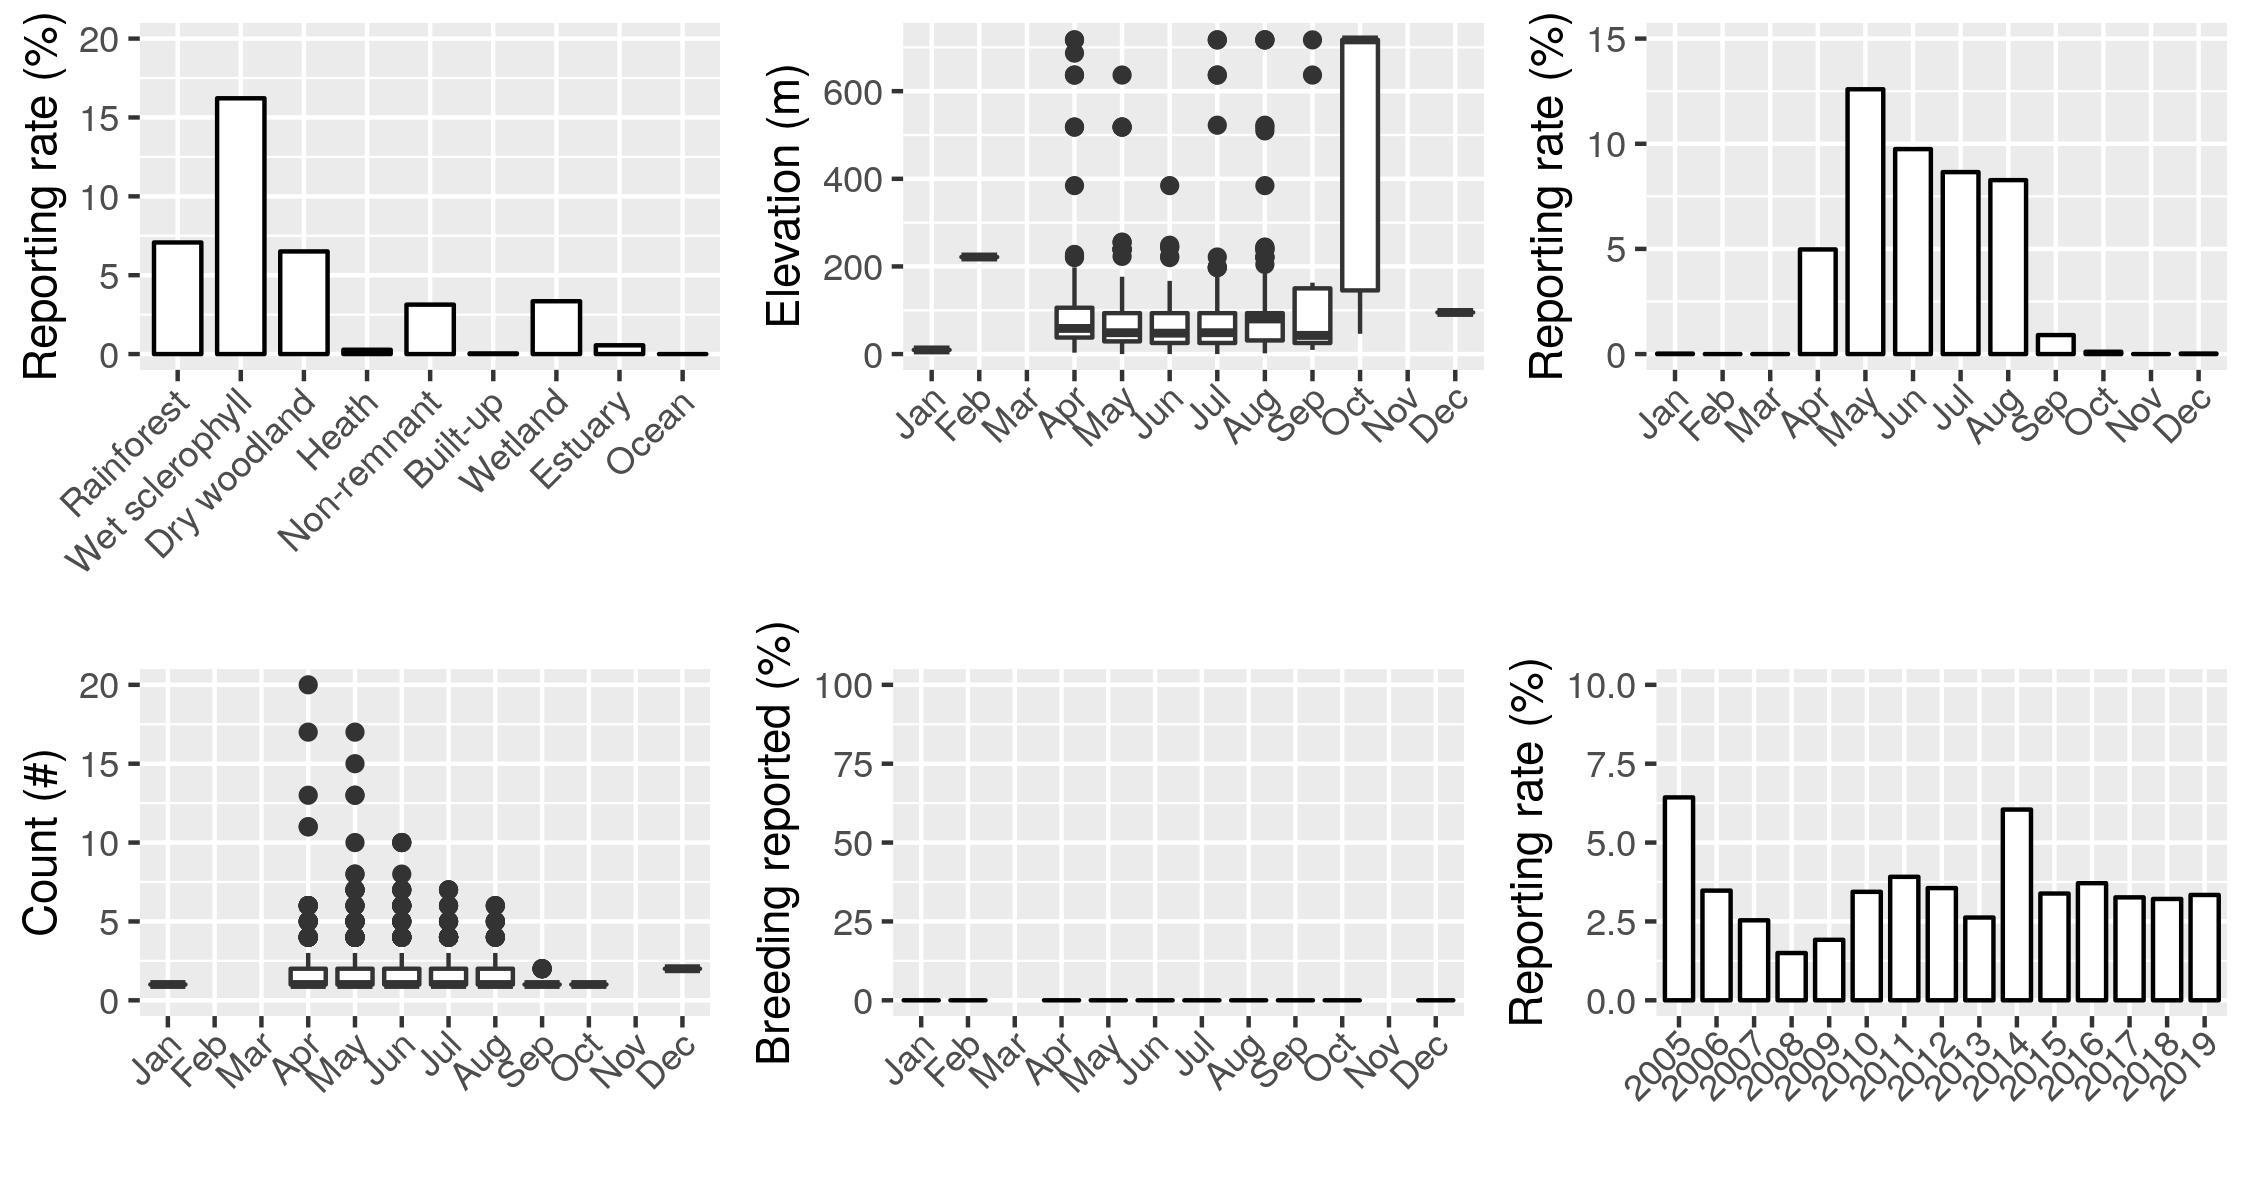 Reporting rate (%)
20
15
10
5
0
Rainforest
Wet sclerophyll
Dry woodland
Heath
Non-remnant
Built-up
Wetland
Estuary
Ocean
Elevation (m)
600
400
200
0
Jan
Feb
Mar
Apr
May
Jun
Jul
Aug
Sep
Oct
Nov
Dec
Reporting rate (%)
15
10
5
0
Jan
Feb
Mar
Apr
May
Jun
Jul
Aug
Sep
Oct
Nov
Dec
Count (#)
20
15
10
5
0
Jan
Feb
Mar
Apr
May
Jun
Jul
Aug
Sep
Oct
Nov
Dec
Breeding reported (%)
100
75
50
25
0
Jan
Feb
Mar
Apr
May
Jun
Jul
Aug
Sep
Oct
Nov
Dec
Reporting rate (%)
10.0
7.5
5.0
2.5
0.0
2005
2006
2007
2008
2009
2010
2011
2012
2013
2014
2015
2016
2017
2018
2019